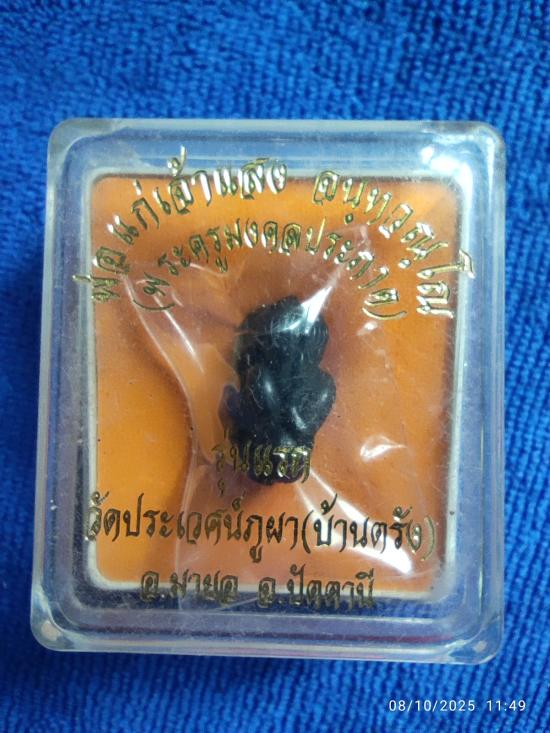 พ่อแก่เจ้าแสง อนุทวณฺโณ
(พระครูมงคลประภาต)
รุ่นแรก
วัดประเวศน์ภูผา(บ้านตรัง)
อ.มายอ จ.ปัตตานี
08/10/2025 11:49